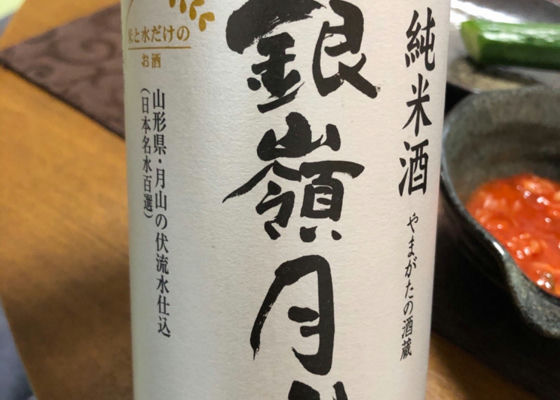 純米酒
やまがたの酒蔵
銀嶺月
米と水だけの
お酒
山形県・月山の伏流水仕込
(日本名水百選)